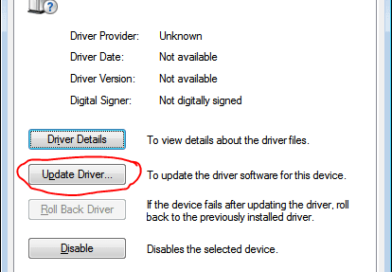 Driver Provider: Unknown
Driver Date: Not available
Driver Version: Not available
Digital Signer: Not digitally signed
Driver Details To view details about the driver files.
Update Driver... To update the driver software for this device.
Roll Back Driver If the device fails after updating the driver, roll
back to the previously installed driver.
Disable Disables the selected device.